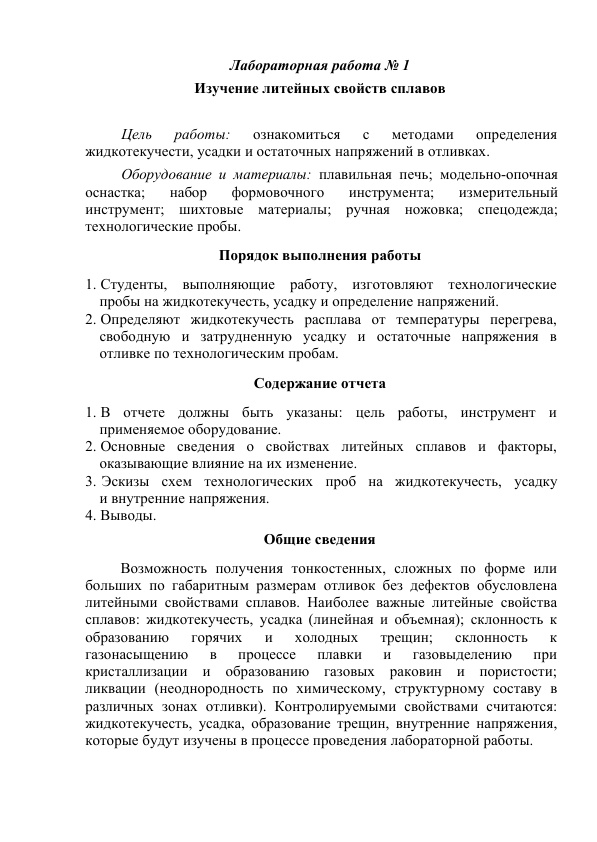 Лабораторная работа № 1
Изучение литейных свойств сплавов
Цель работы: ознакомиться с методами определения
жидкотекучести, усадки и остаточных напряжений в отливках.
Оборудование и материалы: плавильная печь; модельно-опочная
оснастка; набор формовочного инструмента; измерительный
инструмент; шихтовые материалы; ручная ножовка; спецодежда;
технологические пробы.
Порядок выполнения работы
1. Студенты, выполняющие работу, изготовляют технологические
пробы на жидкотекучесть, усадку и определение напряжений.
2. Определяют жидкотекучесть расплава от температуры перегрева,
свободную и затрудненную усадку и остаточные напряжения в
отливке по технологическим пробам.
Содержание отчета
1. В отчете должны быть указаны: цель работы, инструмент и
применяемое оборудование.
2. Основные сведения о свойствах литейных сплавов и факторы,
оказывающие влияние на их изменение.
3. Эскизы схем технологических проб на жидкотекучесть, усадку
и внутренние напряжения.
4. Выводы.
Общие сведения
Возможность получения тонкостенных, сложных по форме или
больших по габаритным размерам отливок без дефектов обусловлена
литейными свойствами сплавов. Наиболее важные литейные свойства
сплавов: жидкотекучесть, усадка (линейная и объемная); склонность к
образованию горячих и холодных трещин; склонность к
газонасыщению в процессе плавки и газовыделению при
кристаллизации и образованию газовых раковин и пористости;
ликвации (неоднородность по химическому, структурному составу в
различных зонах отливки). Контролируемыми свойствами считаются:
жидкотекучесть, усадка, образование трещин, внутренние напряжения,
которые будут изучены в процессе проведения лабораторной работы.